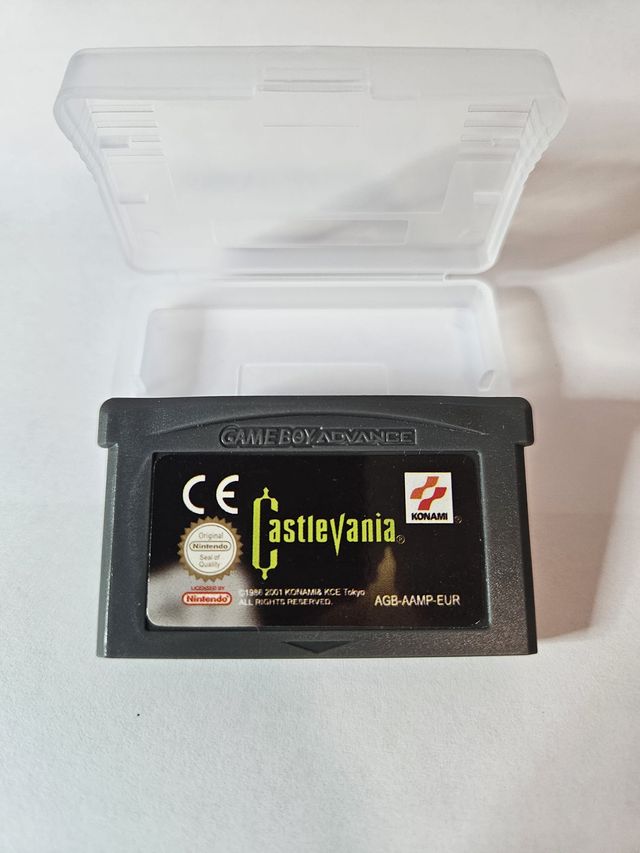 GAME BOY ADVANCE
CE
KONAMI
Original
Nintendo
Seal of
Quality
Castlevania®
LICENSED BY
Nintendo
©1986 2001 KONAMI& KCE Tokyo
ALL RIGHTS RESERVED.
AGB-AAMP-EUR